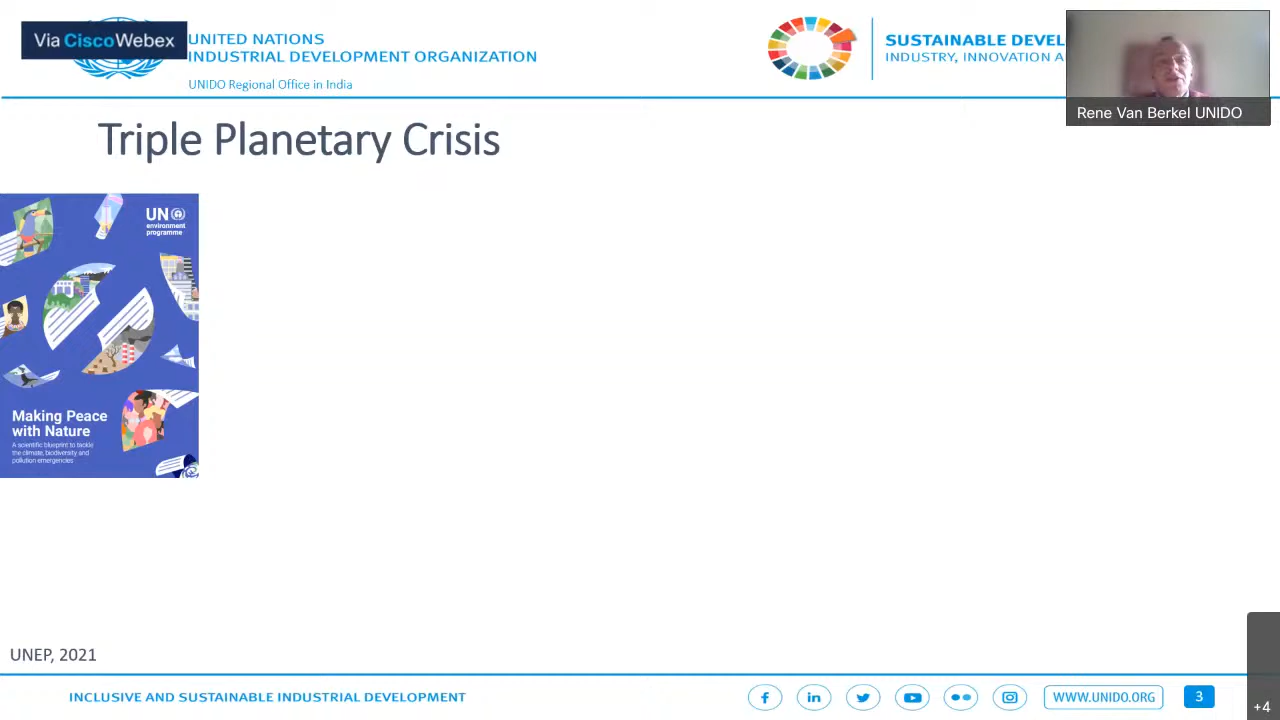 Via CiscoWebex
UNITED NATIONS
INDUSTRIAL DEVELOPMENT ORGANIZATION
UNIDO Regional Office in India
SUSTAINABLE DEVEL
INDUSTRY, INNOVATION A
Rene Van Berkel UNIDO
Triple Planetary Crisis
UN
environment
programme
Making Peace
with Nature
A scientific blueprint to tackle
the climate, biodiversity and
pollution emergencies
UNEP, 2021
INCLUSIVE AND SUSTAINABLE INDUSTRIAL DEVELOPMENT
f
in
WWW.UNIDO.ORG
3
+4